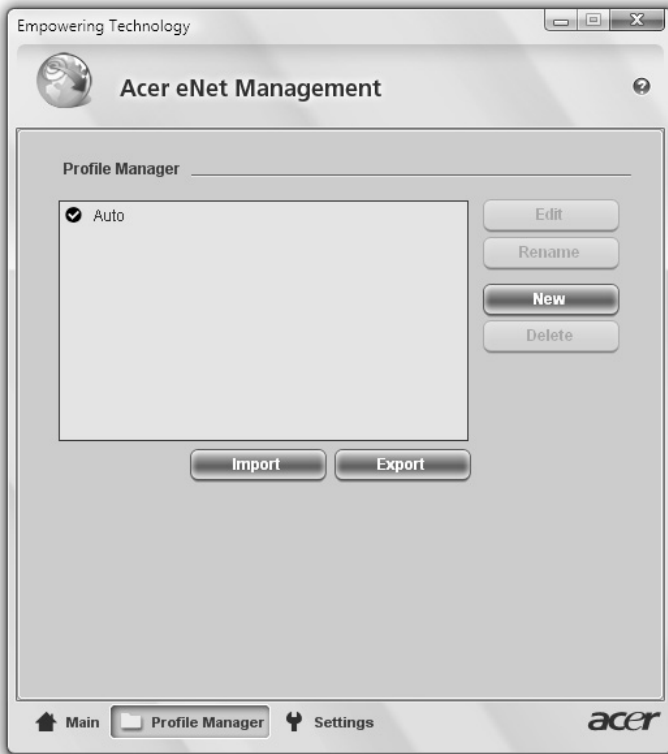 Empowering Technology
Acer eNet Management
?
Profile Manager
Auto
Edit
Rename
New
Delete
Import
Export
Main
Profile Manager
Settings
acer